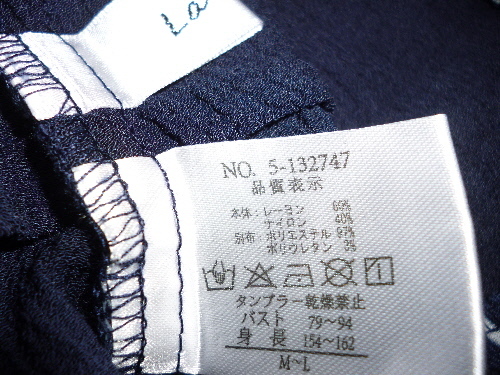 La
NO. 5-132747
品質表示
本体: レーヨン 60%
ナイロン 40%
別布: ポリエステル 97%
ポリウレタン 3%
タンブラー乾燥禁止
バスト 79~94
身長 154~162
M~L